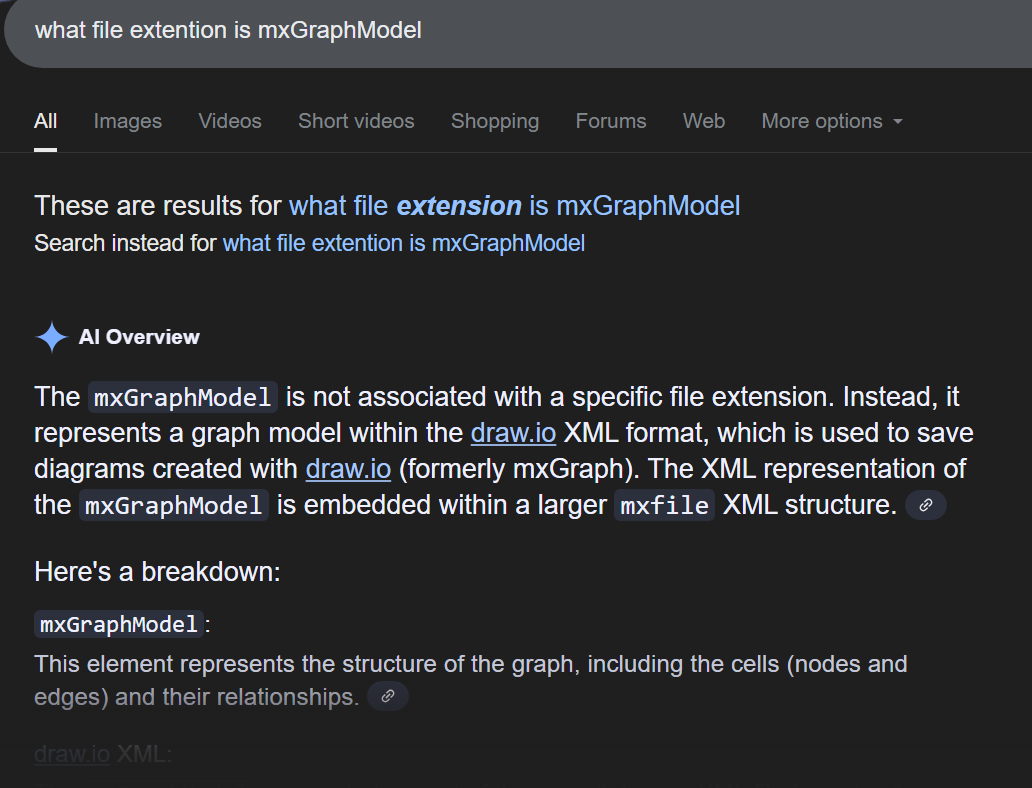 what file extention is mxGraphModel
All Images Videos Short videos Shopping Forums Web More options
These are results for what file extension is mxGraphModel
Search instead for what file extention is mxGraphModel
AI Overview
The mxGraphModel is not associated with a specific file extension. Instead, it
represents a graph model within the draw.io XML format, which is used to save
diagrams created with draw.io (formerly mxGraph). The XML representation of
the mxGraphModel is embedded within a larger mxfile XML structure.
Here's a breakdown:
mxGraphModel:
This element represents the structure of the graph, including the cells (nodes and
edges) and their relationships.
draw.io XML: